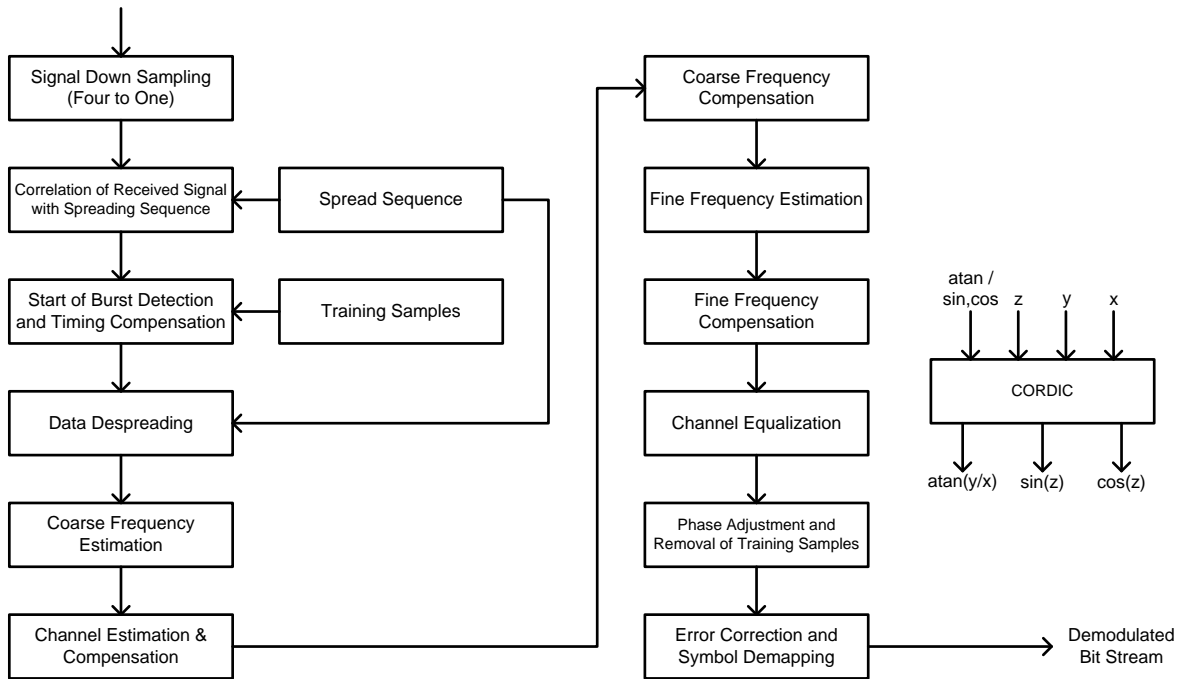 Signal Down Sampling
(Four to One)
Correlation of Received Signal
with Spreading Sequence
Spread Sequence
Start of Burst Detection
and Timing Compensation
Training Samples
Data Despreading
Coarse Frequency
Estimation
Channel Estimation &
Compensation
Coarse Frequency
Compensation
Fine Frequency Estimation
Fine Frequency
Compensation
Channel Equalization
Phase Adjustment and
Removal of Training Samples
Error Correction and
Symbol Demapping
Demodulated
Bit Stream
atan /
sin,cos z y x
CORDIC
atan(y/x) sin(z) cos(z)